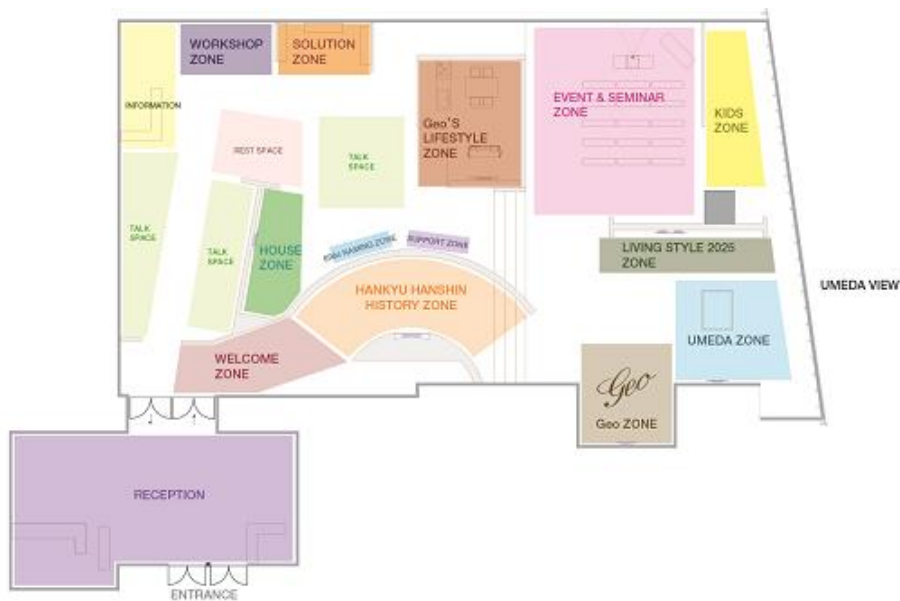 WORKSHOP
ZONE
SOLUTION
ZONE
INFORMATION
REST SPACE
TALK
SPACE
Geo'S
LIFESTYLE
ZONE
EVENT & SEMINAR
ZONE
KIDS
ZONE
TALK
SPACE
TALK
SPACE
HOUSE
ZONE
NAMING ZONE
SUPPORT ZONE
HANKYU HANSHIN
HISTORY ZONE
LIVING STYLE 2025
ZONE
UMEDA VIEW
UMEDA ZONE
WELCOME
ZONE
Geo
Geo ZONE
RECEPTION
ENTRANCE